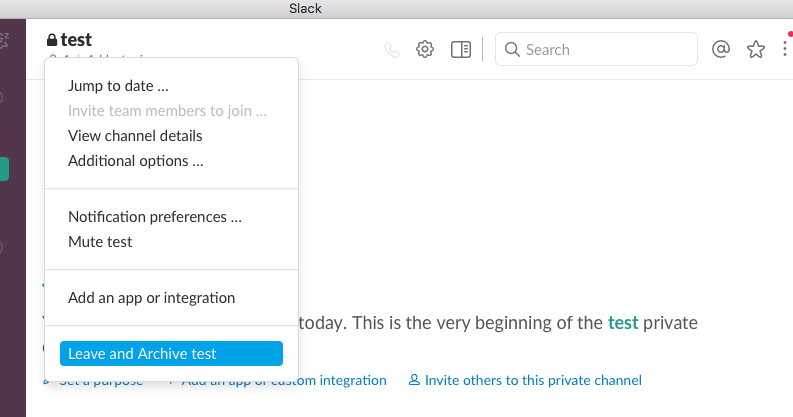 Slack
test
Search
Jump to date ...
Invite team members to join ...
View channel details
Additional options ...
Notification preferences ...
Mute test
Add an app or integration
today. This is the very beginning of the test private
Leave and Archive test
Set a purpose
Add an app or custom integration
Invite others to this private channel